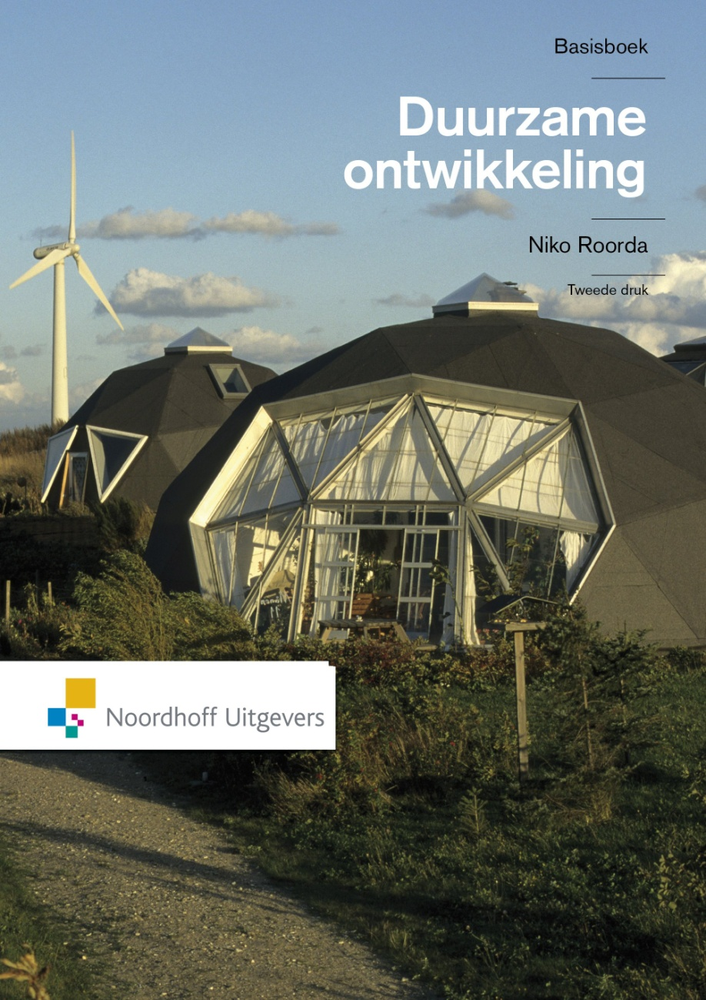 Basisboek
Duurzame
ontwikkeling
Niko Roorda
Tweede druk
Noordhoff Uitgevers